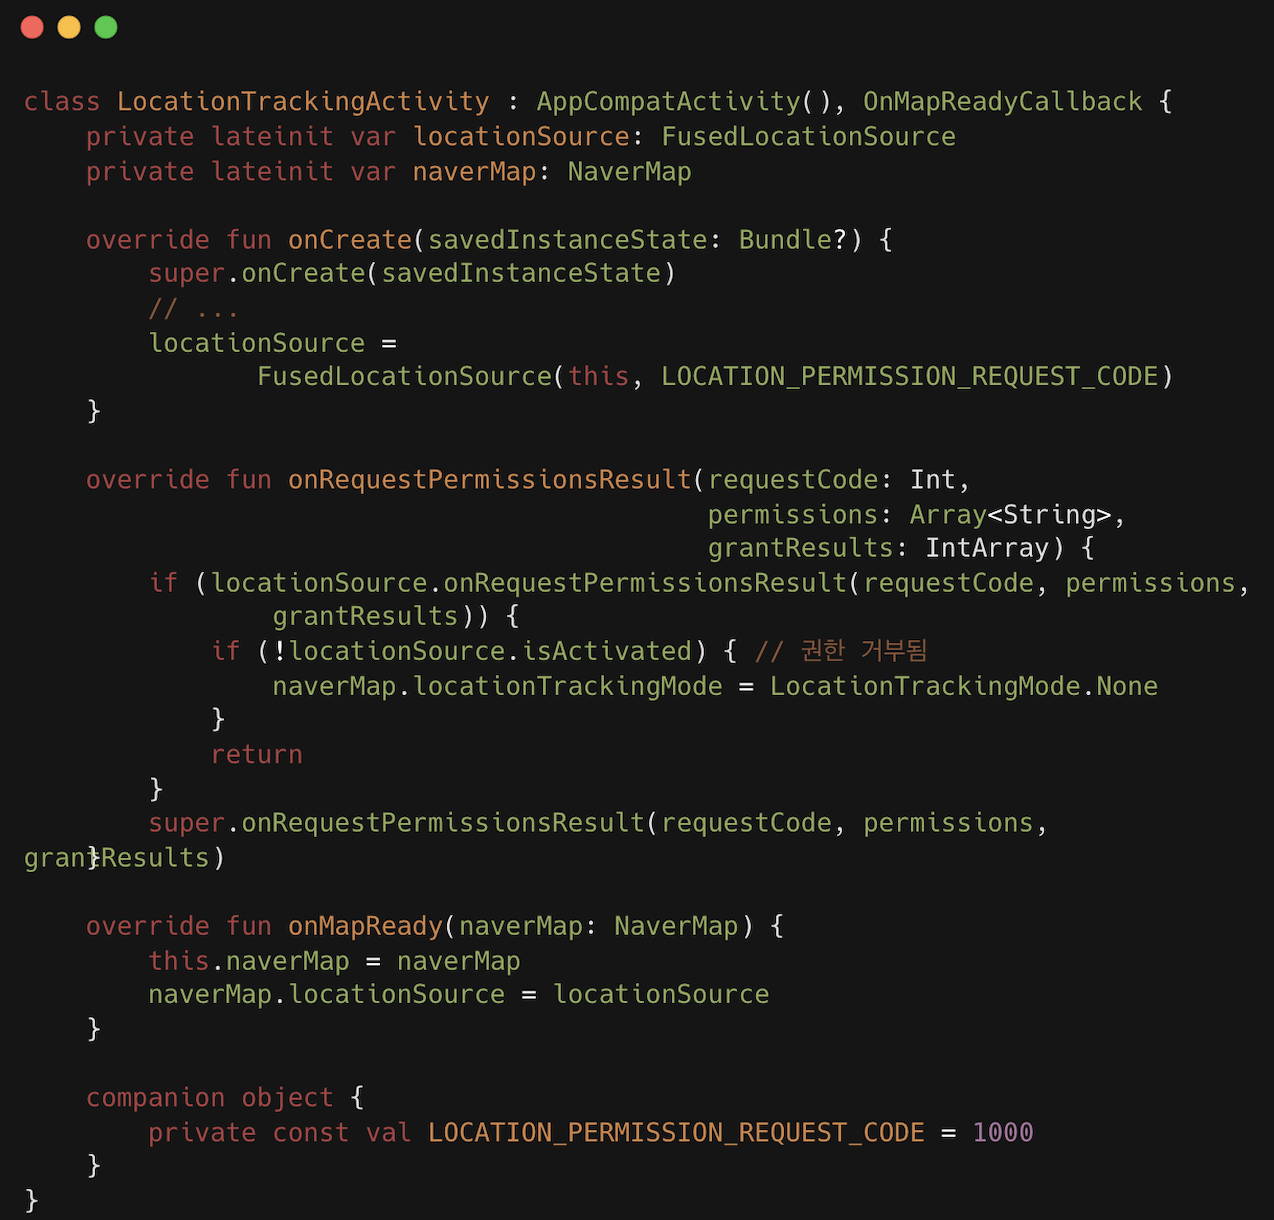 class LocationTrackingActivity : AppCompatActivity(), OnMapReadyCallback {
    private lateinit var locationSource: FusedLocationSource
    private lateinit var naverMap: NaverMap

    override fun onCreate(savedInstanceState: Bundle?) {
        super.onCreate(savedInstanceState)
        // ...
        locationSource =
               FusedLocationSource(this, LOCATION_PERMISSION_REQUEST_CODE)
    }

    override fun onRequestPermissionsResult(requestCode: Int,
                                            permissions: Array<String>,
                                            grantResults: IntArray) {
        if (locationSource.onRequestPermissionsResult(requestCode, permissions,
                grantResults)) {
            if (!locationSource.isActivated) { // 권한 거부됨
                naverMap.locationTrackingMode = LocationTrackingMode.None
            }
            return
        }
        super.onRequestPermissionsResult(requestCode, permissions,
grantResults)
    }

    override fun onMapReady(naverMap: NaverMap) {
        this.naverMap = naverMap
        naverMap.locationSource = locationSource
    }

    companion object {
        private const val LOCATION_PERMISSION_REQUEST_CODE = 1000
    }
}